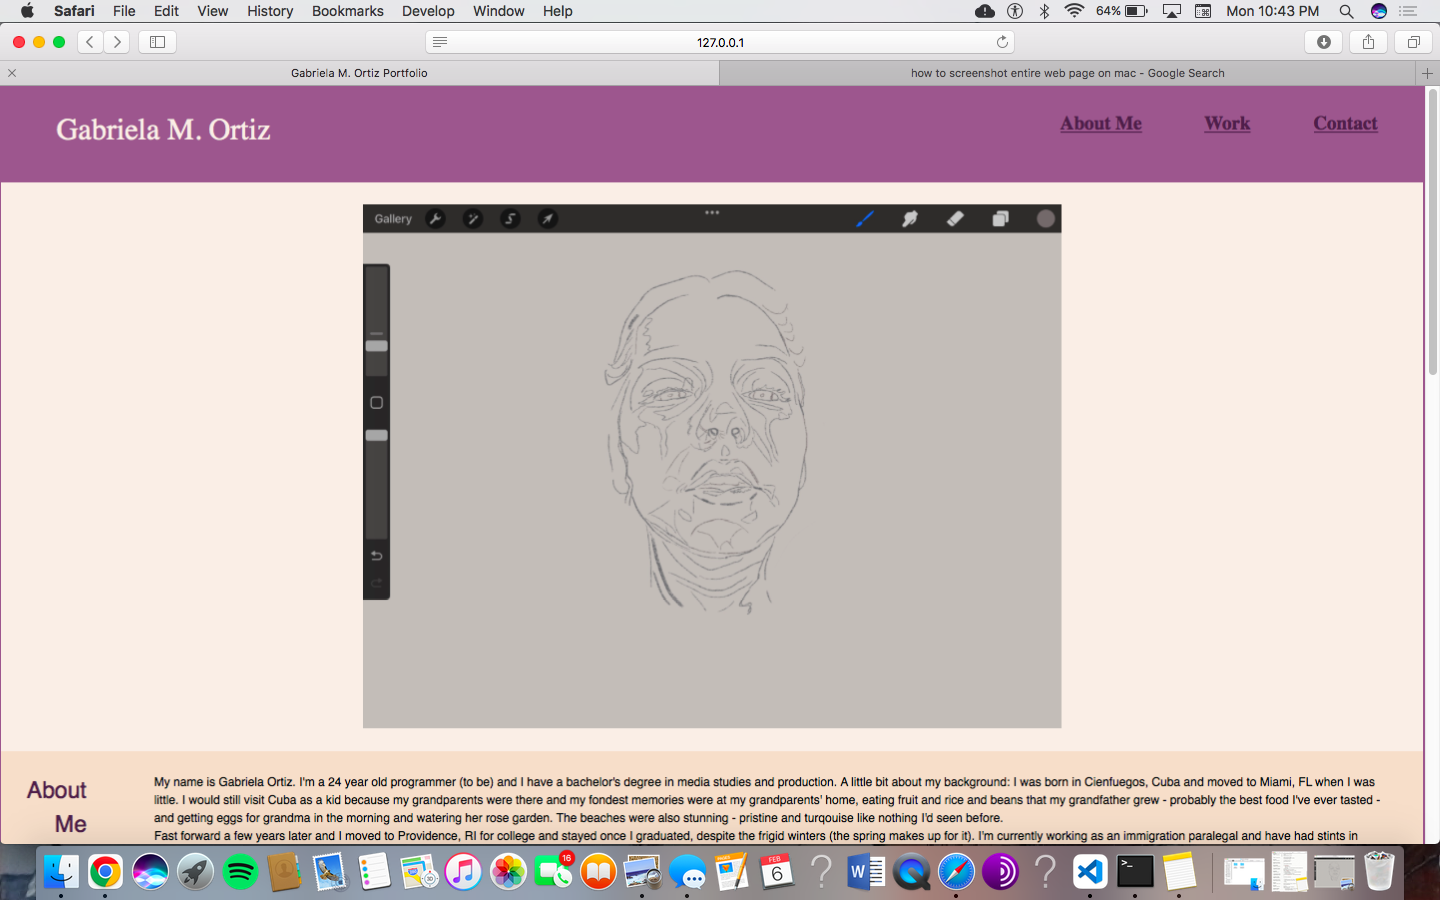 Safari File Edit View History Bookmarks Develop Window Help 64% Mon 10:43 PM
127.0.0.1
Gabriela M. Ortiz Portfolio
how to screenshot entire web page on mac - Google Search
Gabriela M. Ortiz
About Me Work Contact
Gallery
About
Me
My name is Gabriela Ortiz. I'm a 24 year old programmer (to be) and I have a bachelor's degree in media studies and production. A little bit about my background: I was born in Cienfuegos, Cuba and moved to Miami, FL when I was
little. I would still visit Cuba as a kid because my grandparents were there and my fondest memories were at my grandparents' home, eating fruit and rice and beans that my grandfather grew - probably the best food I've ever tasted -
and getting eggs for grandma in the morning and watering her rose garden. The beaches were also stunning - pristine and turqouise like nothing I'd seen before.
Fast forward a few years later and I moved to Providence, RI for college and stayed once I graduated, despite the frigid winters (the spring makes up for it). I'm currently working as an immigration paralegal and have had stints in
16
FEB
6